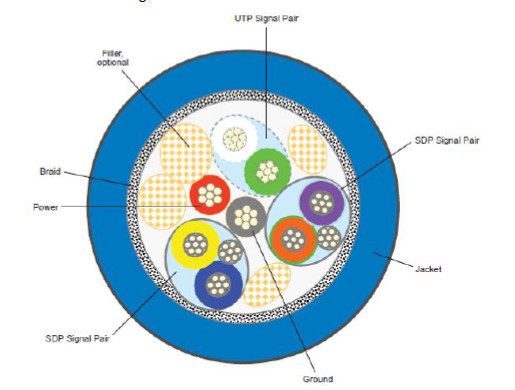 UTP Signal Pair
Filler,
optional
SDP Signal Pair
Braid
Power
Jacket
SDP Signal Pair
Ground